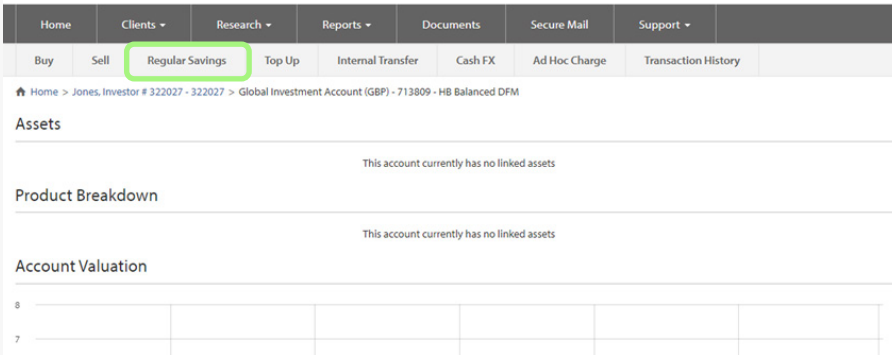 Home Clients Research Reports Documents Secure Mail Support
Buy Sell Regular Savings Top Up Internal Transfer Cash FX Ad Hoc Charge Transaction History
Home > Jones, Investor # 322027 - 322027 > Global Investment Account (GBP) - 713809 - HB Balanced DFM
Assets
This account currently has no linked assets
Product Breakdown
This account currently has no linked assets
Account Valuation
8
7